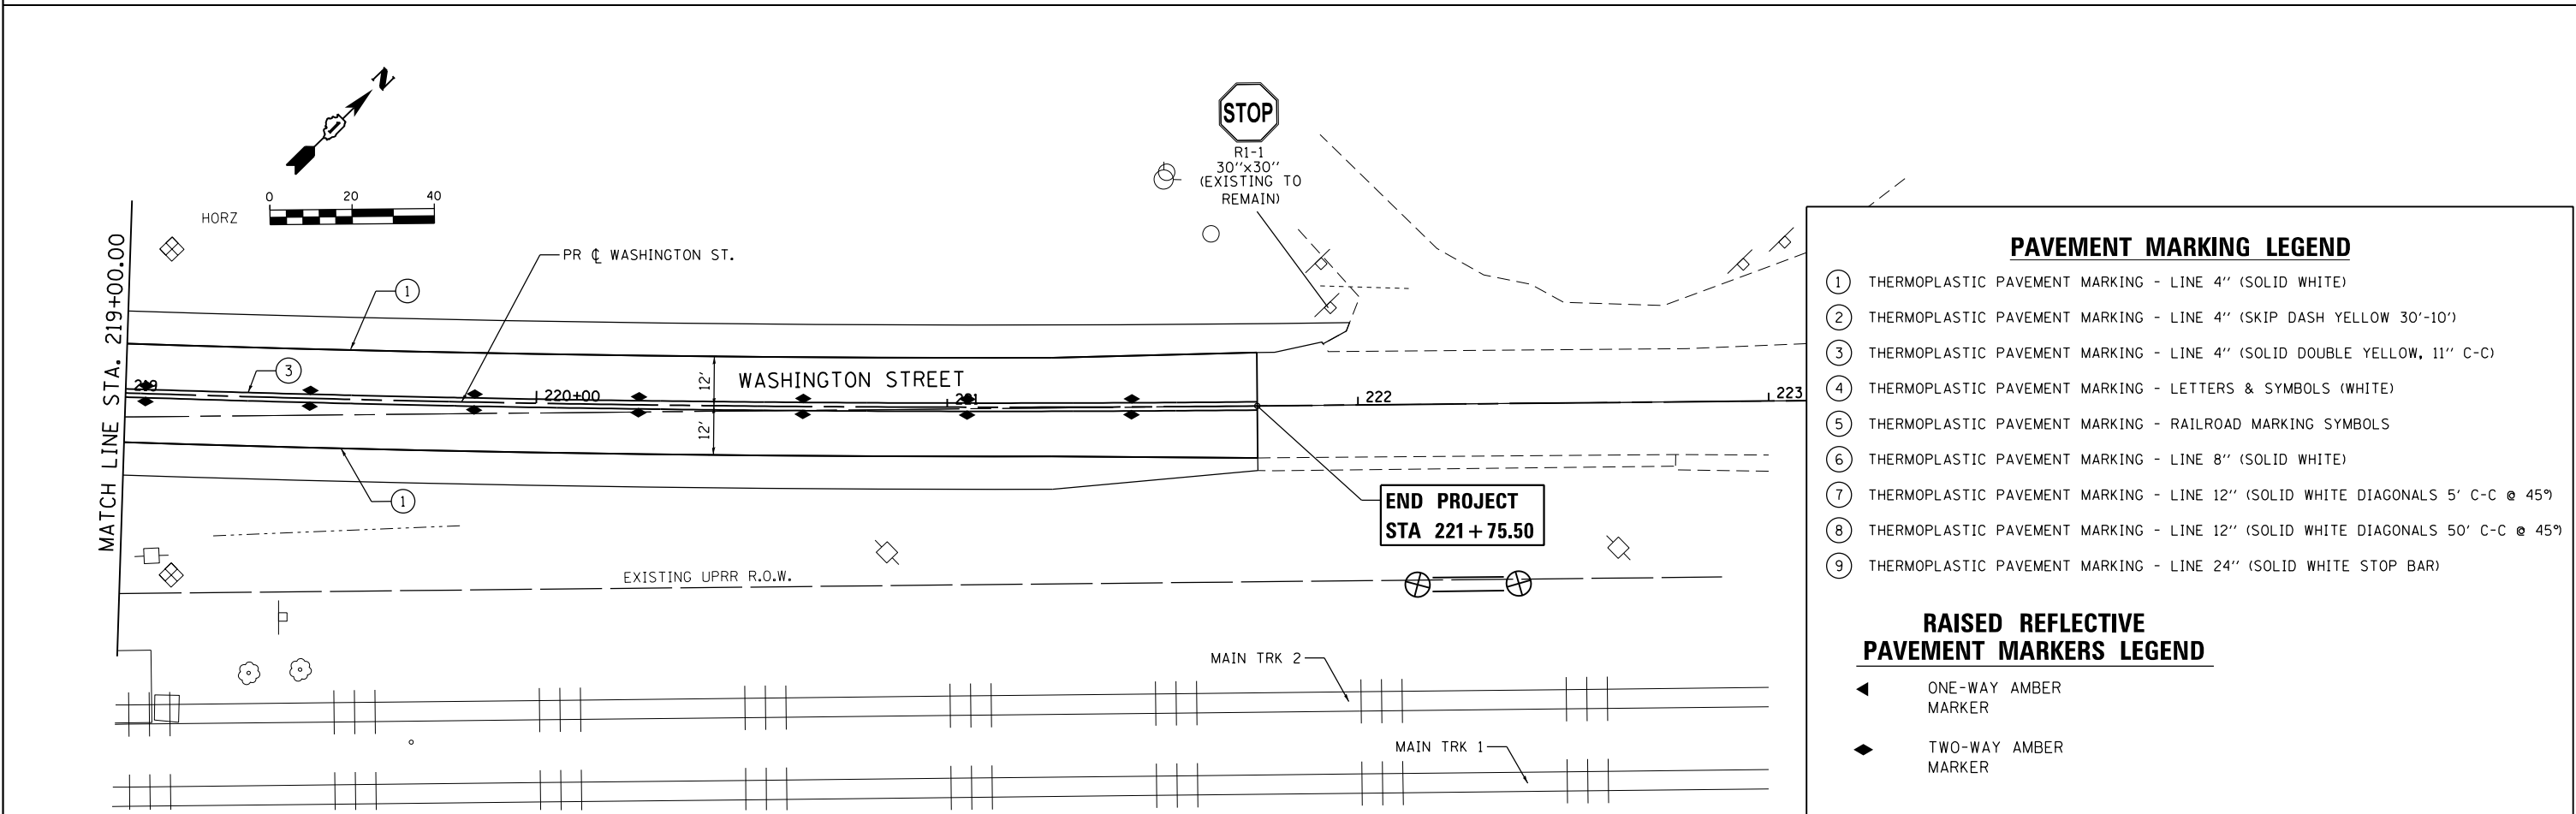 N
0 20 40
HORZ
STOP
R1-1
30''x30''
(EXISTING TO
REMAIN)
MATCH LINE STA. 219+00.00
PR ℄ WASHINGTON ST.
1
3
12'
12'
WASHINGTON STREET
219
220+00
221
222
223
1
END PROJECT
STA 221+75.50
EXISTING UPRR R.O.W.
MAIN TRK 2
MAIN TRK 1
PAVEMENT MARKING LEGEND
1 THERMOPLASTIC PAVEMENT MARKING - LINE 4'' (SOLID WHITE)
2 THERMOPLASTIC PAVEMENT MARKING - LINE 4'' (SKIP DASH YELLOW 30'-10')
3 THERMOPLASTIC PAVEMENT MARKING - LINE 4'' (SOLID DOUBLE YELLOW, 11'' C-C)
4 THERMOPLASTIC PAVEMENT MARKING - LETTERS & SYMBOLS (WHITE)
5 THERMOPLASTIC PAVEMENT MARKING - RAILROAD MARKING SYMBOLS
6 THERMOPLASTIC PAVEMENT MARKING - LINE 8'' (SOLID WHITE)
7 THERMOPLASTIC PAVEMENT MARKING - LINE 12'' (SOLID WHITE DIAGONALS 5' C-C @ 45°)
8 THERMOPLASTIC PAVEMENT MARKING - LINE 12'' (SOLID WHITE DIAGONALS 50' C-C @ 45°)
9 THERMOPLASTIC PAVEMENT MARKING - LINE 24'' (SOLID WHITE STOP BAR)
RAISED REFLECTIVE
PAVEMENT MARKERS LEGEND
ONE-WAY AMBER
MARKER
TWO-WAY AMBER
MARKER